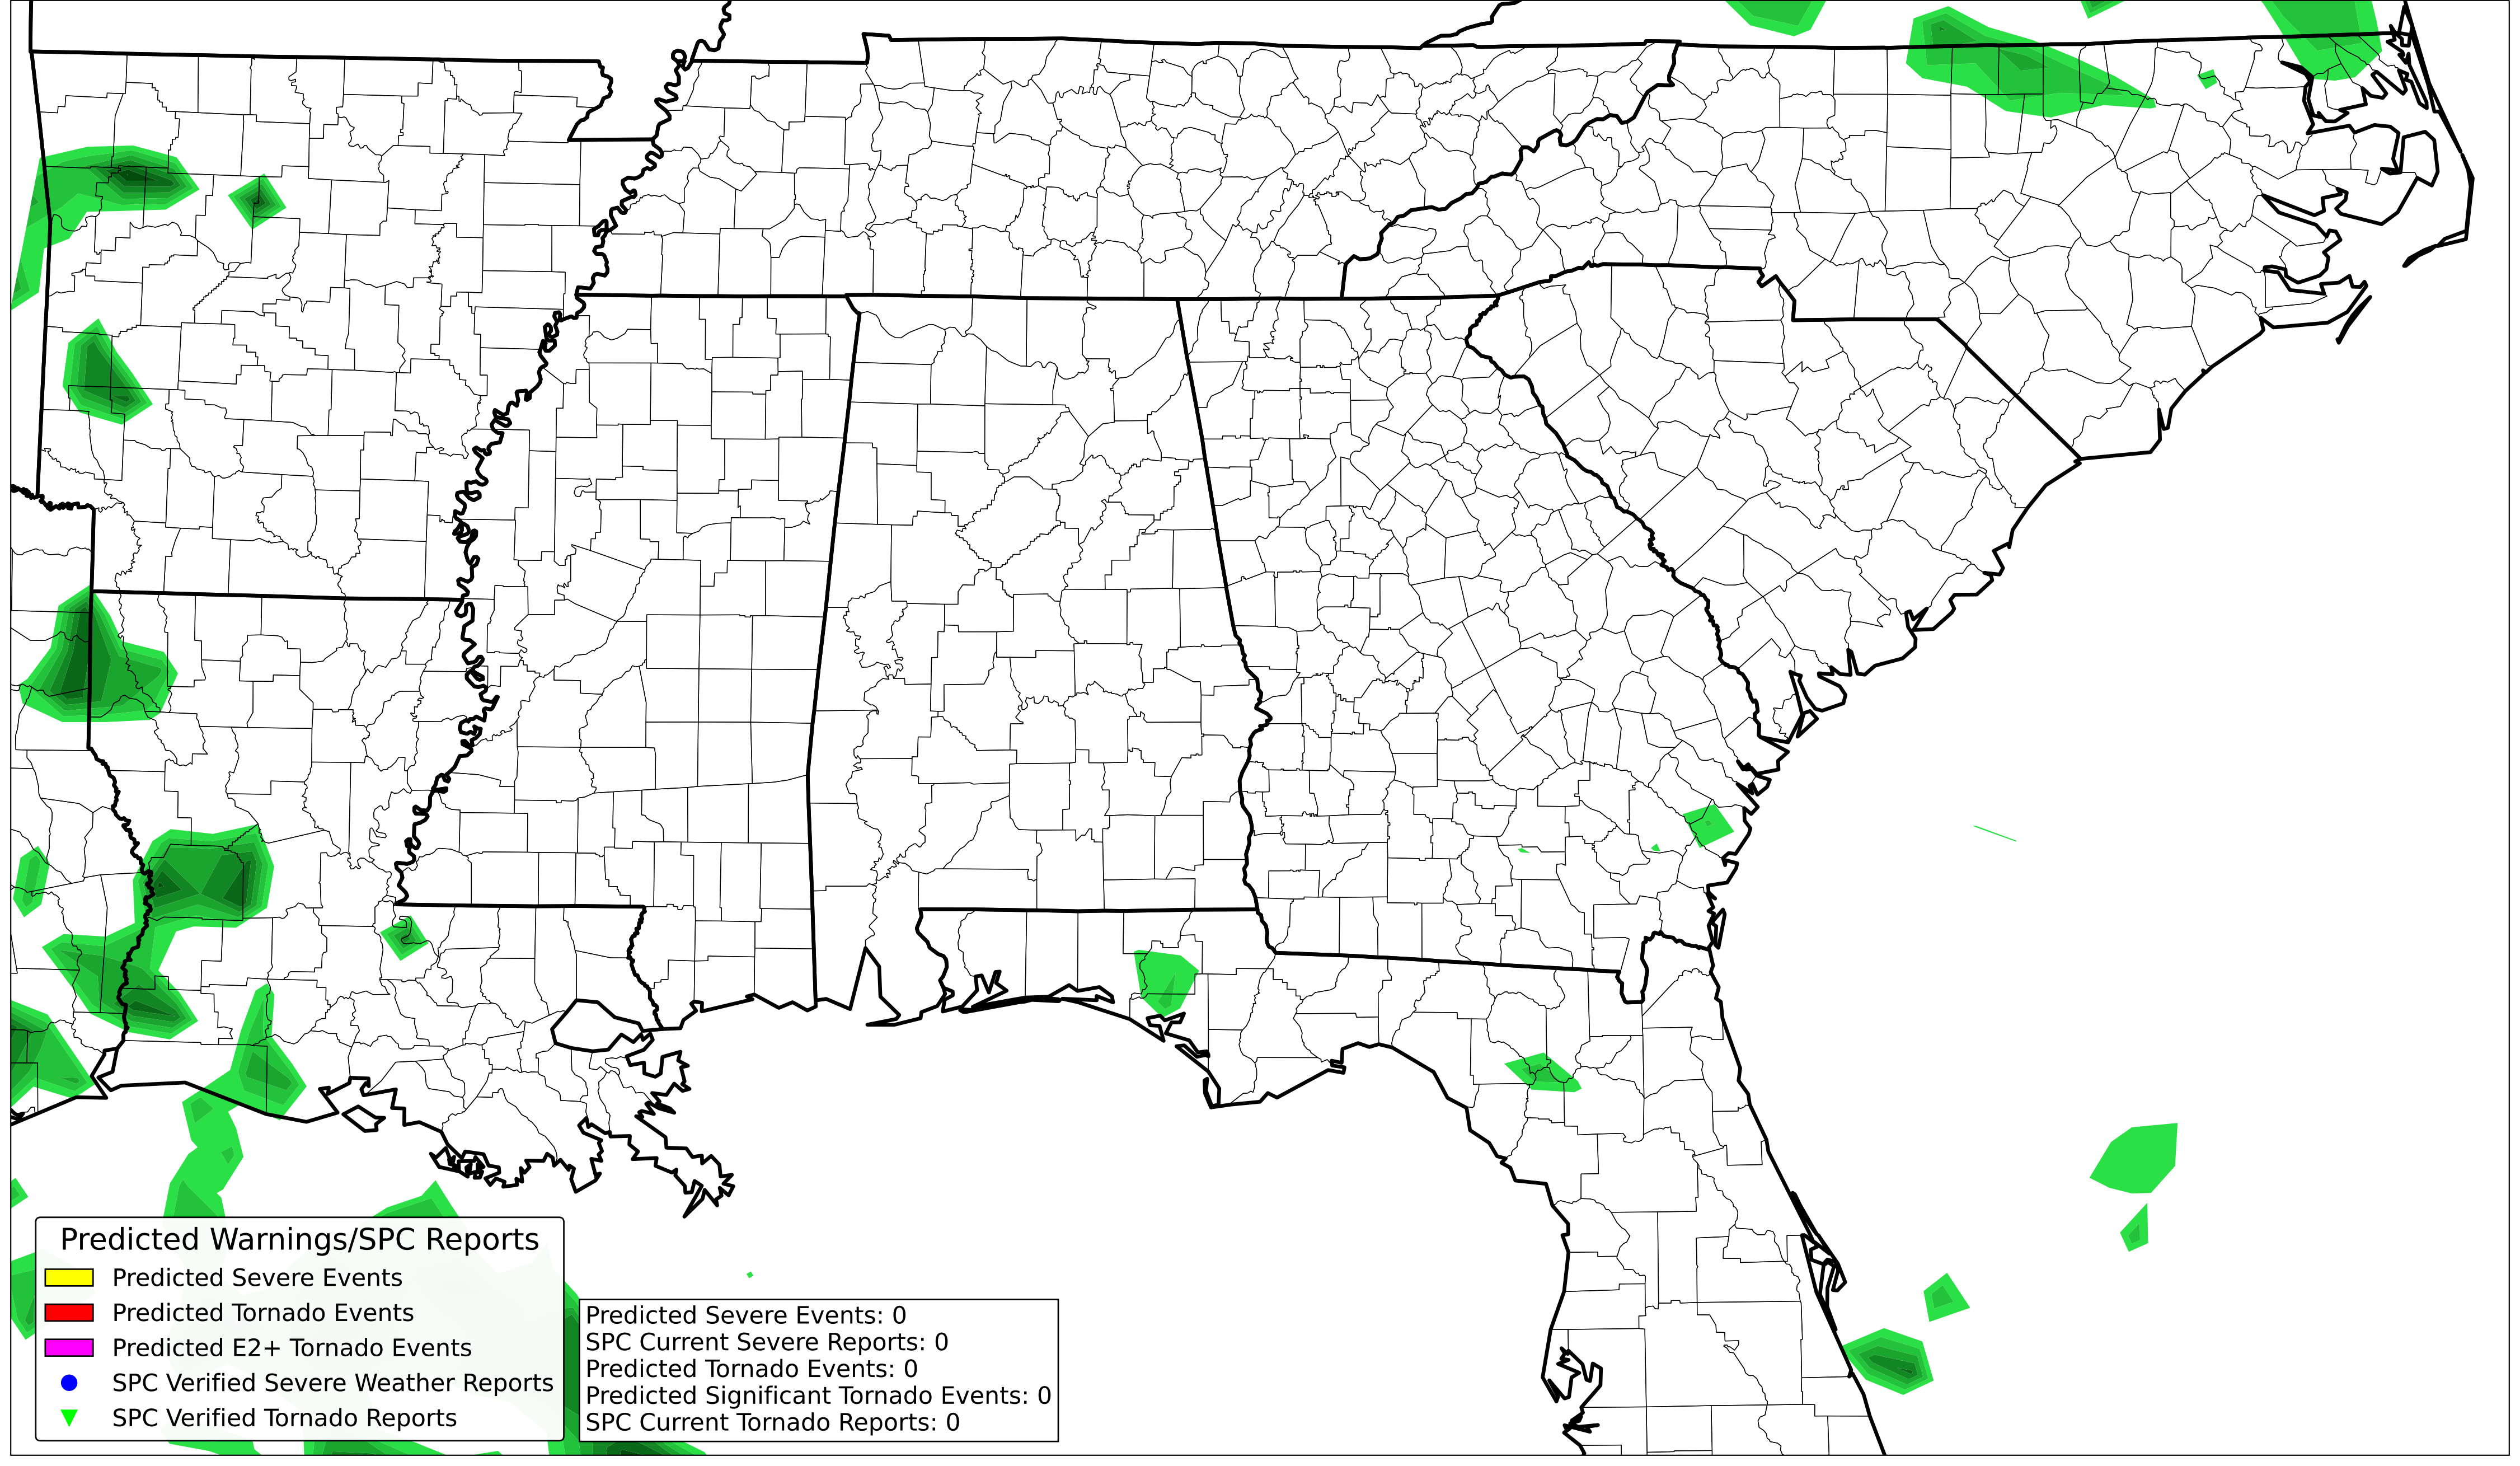 Predicted Warnings/SPC Reports
Predicted Severe Events
Predicted Tornado Events
Predicted E2+ Tornado Events
SPC Verified Severe Weather Reports
SPC Verified Tornado Reports
Predicted Severe Events: 0
SPC Current Severe Reports: 0
Predicted Tornado Events: 0
Predicted Significant Tornado Events: 0
SPC Current Tornado Reports: 0